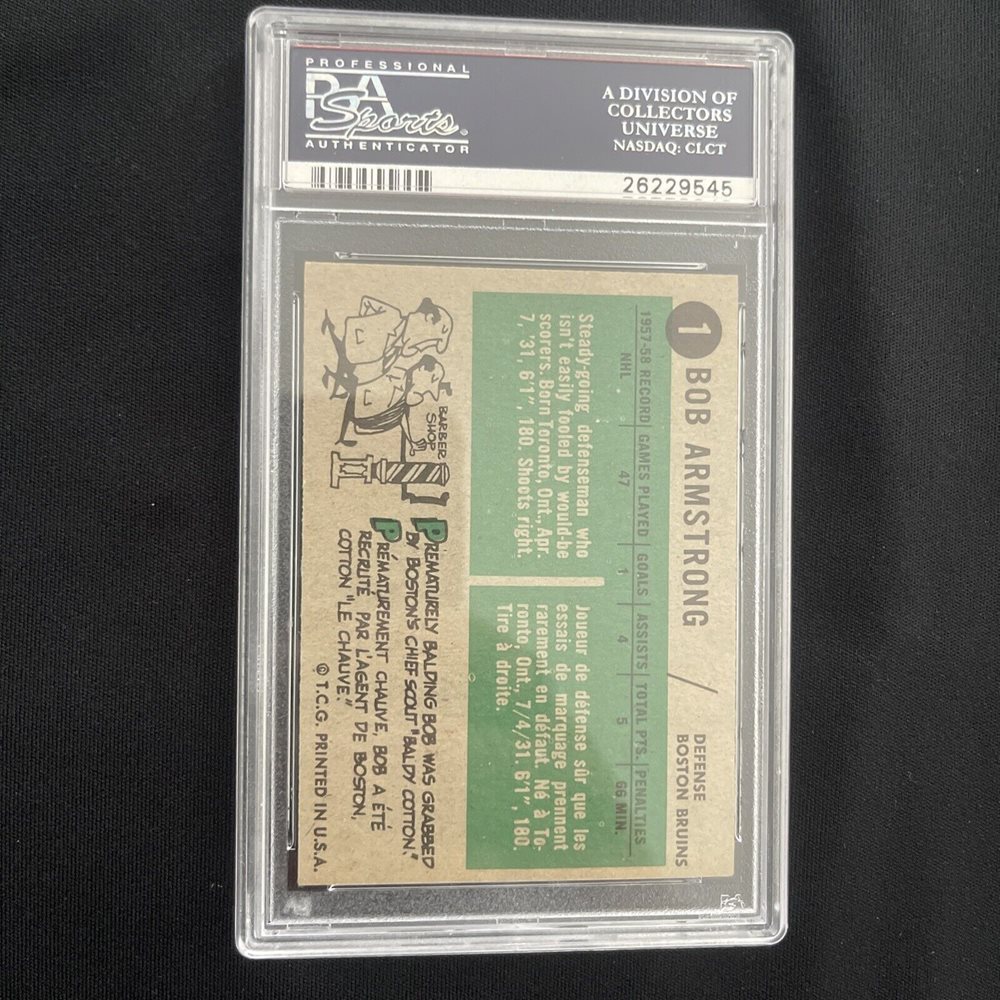 PROFESSIONAL
PSA
Sports.
AUTHENTICATOR
A DIVISION OF
COLLECTORS
UNIVERSE
NASDAQ: CLCT
26229545
1 BOB ARMSTRONG
DEFENSE
BOSTON BRUINS
1957-58 RECORD GAMES PLAYED GOALS ASSISTS TOTAL PTS. PENALTIES
NHL 47 1 4 5 66 MIN.
Steady-going defenseman who
isn't easily fooled by would-be
scorers. Born Toronto, Ont., Apr.
7, '31, 6'1", 180. Shoots right.
Joueur de défense sûr que les
essais de marquage prennent
rarement en défaut. Né à To-
ronto, Ont., 7/4/31. 6'1", 180.
Tire à droite.
BARBER
SHOP
PREMATURELY BALDING BOB WAS GRABBED
BY BOSTON'S CHIEF SCOUT "BALDY COTTON."
PRÉMATUREMENT CHAUVE, BOB A ÉTÉ
RECRUTÉ PAR L'AGENT DE BOSTON,
COTTON "LE CHAUVE."
© T.C.G. PRINTED IN U.S.A.